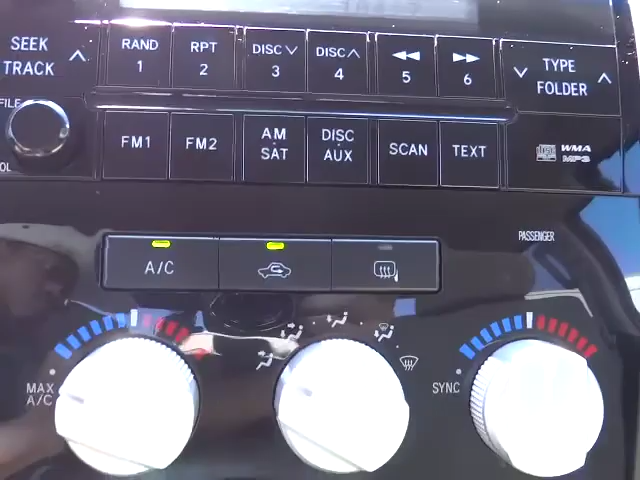 SEEK
TRACK
RAND
1
RPT
2
DISC
3
DISC
4
5
6
TYPE
FOLDER
FILE
FM1
FM2
AM
SAT
DISC
AUX
SCAN
TEXT
WMA
MP3
OL
PASSENGER
A/C
MAX
A/C
SYNC